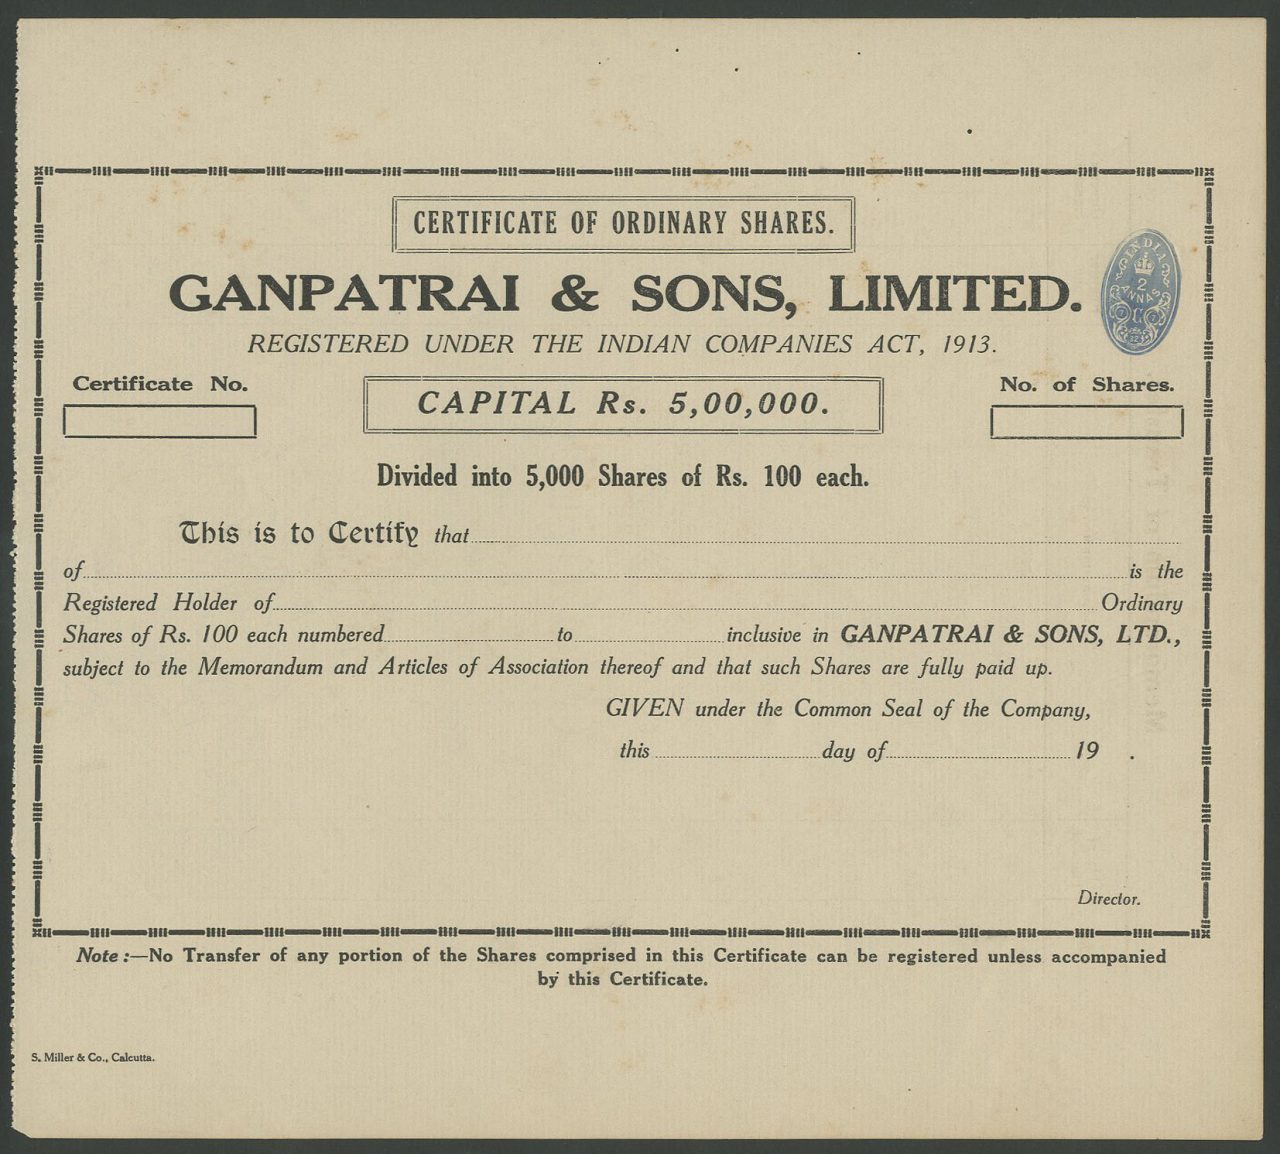 CERTIFICATE OF ORDINARY SHARES.
GANPATRAI & SONS, LIMITED.
INDIA
2
ANNAS
C
REGISTERED UNDER THE INDIAN COMPANIES ACT, 1913.
Certificate No.
CAPITAL Rs. 5,00,000.
No. of Shares.
Divided into 5,000 Shares of Rs. 100 each.
This is to Certify that
of is the
Registered Holder of Ordinary
Shares of Rs. 100 each numbered to inclusive in GANPATRAI & SONS, LTD.,
subject to the Memorandum and Articles of Association thereof and that such Shares are fully paid up.
GIVEN under the Common Seal of the Company,
this day of 19 .
Director.
Note :—No Transfer of any portion of the Shares comprised in this Certificate can be registered unless accompanied
by this Certificate.
S. Miller & Co., Calcutta.